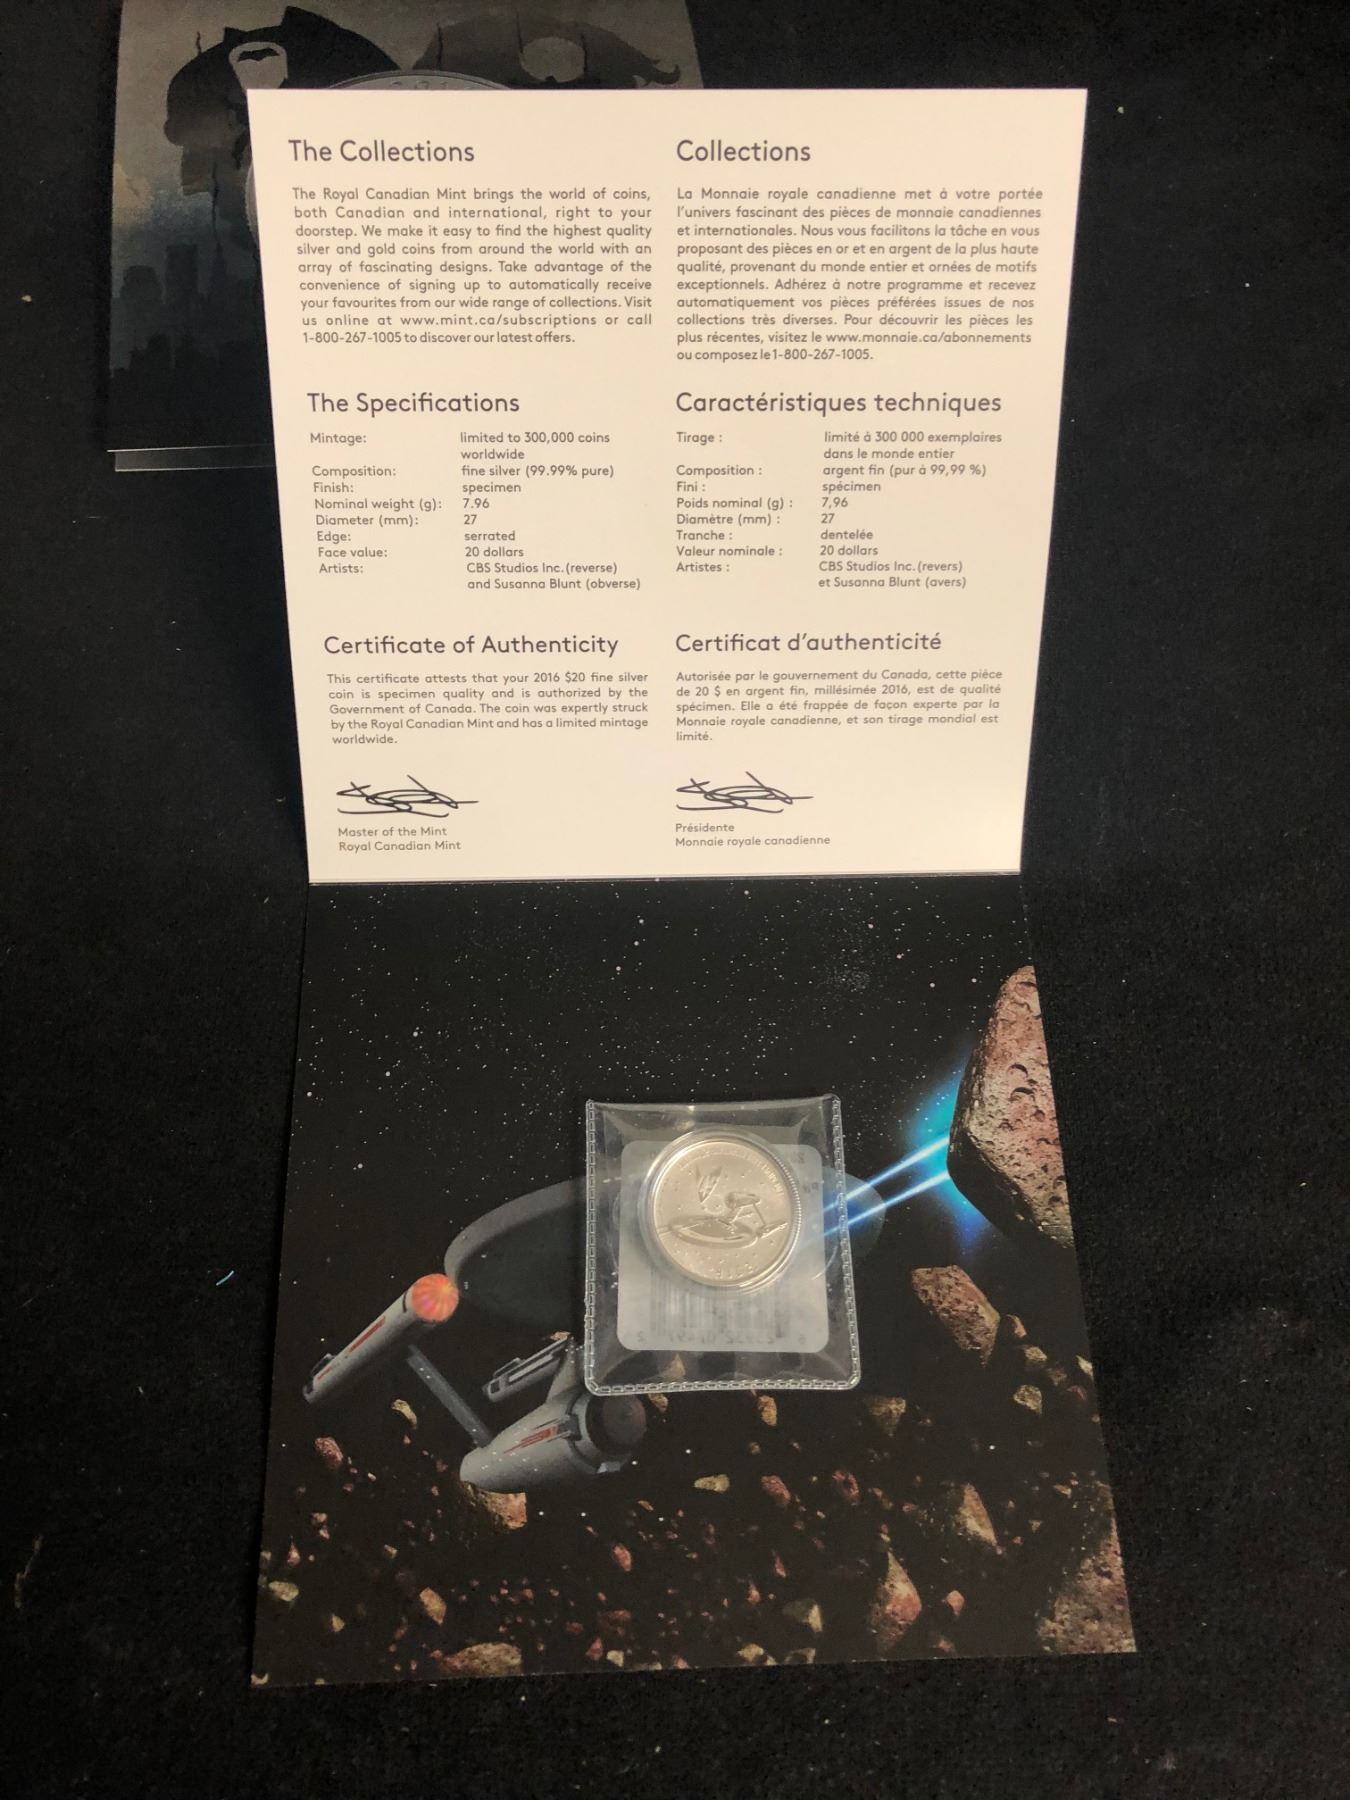 The Collections
The Royal Canadian Mint brings the world of coins,
both Canadian and international, right to your
doorstep. We make it easy to find the highest quality
silver and gold coins from around the world with an
array of fascinating designs. Take advantage of the
convenience of signing up to automatically receive
your favourites from our wide range of collections. Visit
us online at www.mint.ca/subscriptions or call
1-800-267-1005 to discover our latest offers.
The Specifications
Mintage: limited to 300,000 coins
worldwide
Composition: fine silver (99.99% pure)
Finish: specimen
Nominal weight (g): 7.96
Diameter (mm): 27
Edge: serrated
Face value: 20 dollars
Artists: CBS Studios Inc.(reverse)
and Susanna Blunt (obverse)
Certificate of Authenticity
This certificate attests that your 2016 $20 fine silver
coin is specimen quality and is authorized by the
Government of Canada. The coin was expertly struck
by the Royal Canadian Mint and has a limited mintage
worldwide.
Master of the Mint
Royal Canadian Mint
Collections
La Monnaie royale canadienne met à votre portée
l'univers fascinant des pièces de monnaie canadiennes
et internationales. Nous vous facilitons la tâche en vous
proposant des pièces en or et en argent de la plus haute
qualité, provenant du monde entier et ornées de motifs
exceptionnels. Adhérez à notre programme et recevez
automatiquement vos pièces préférées issues de nos
collections très diverses. Pour découvrir les pièces les
plus récentes, visitez le www.monnaie.ca/abonnements
ou composez le 1-800-267-1005.
Caractéristiques techniques
Tirage : limité à 300 000 exemplaires
dans le monde entier
Composition : argent fin (pur à 99,99 %)
Fini : spécimen
Poids nominal (g) : 7,96
Diamètre (mm) : 27
Tranche : dentelée
Valeur nominale : 20 dollars
Artistes : CBS Studios Inc.(revers)
et Susanna Blunt (avers)
Certificat d'authenticité
Autorisée par le gouvernement du Canada, cette pièce
de 20 $ en argent fin, millésimée 2016, est de qualité
spécimen. Elle a été frappée de façon experte par la
Monnaie royale canadienne, et son tirage mondial est
limité.
Présidente
Monnaie royale canadienne